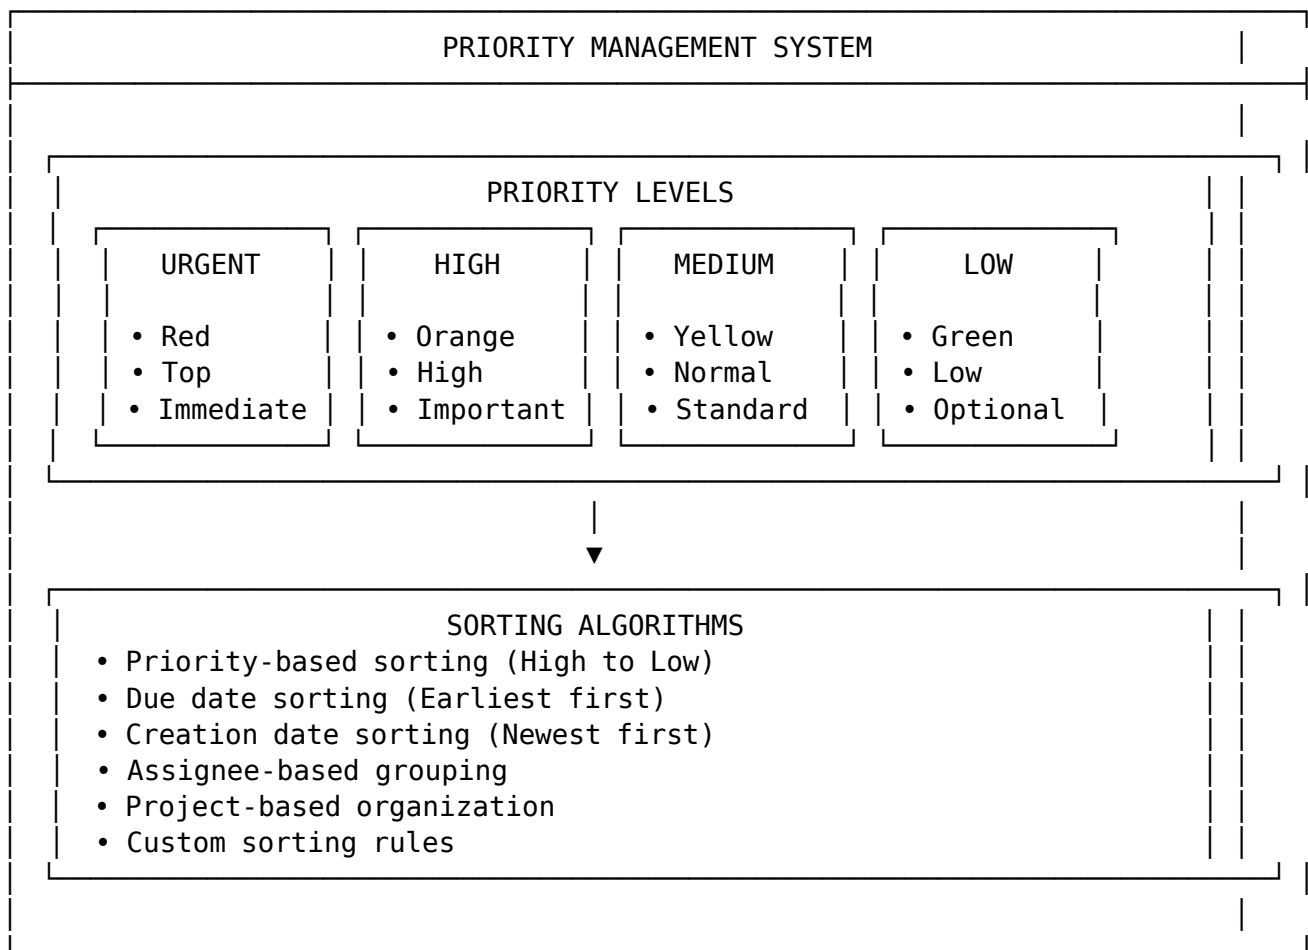 PRIORITY MANAGEMENT SYSTEM
PRIORITY LEVELS
URGENT HIGH MEDIUM LOW
• Red • Orange • Yellow • Green
• Top • High • Normal • Low
• Immediate • Important • Standard • Optional
▼
SORTING ALGORITHMS
• Priority-based sorting (High to Low)
• Due date sorting (Earliest first)
• Creation date sorting (Newest first)
• Assignee-based grouping
• Project-based organization
• Custom sorting rules